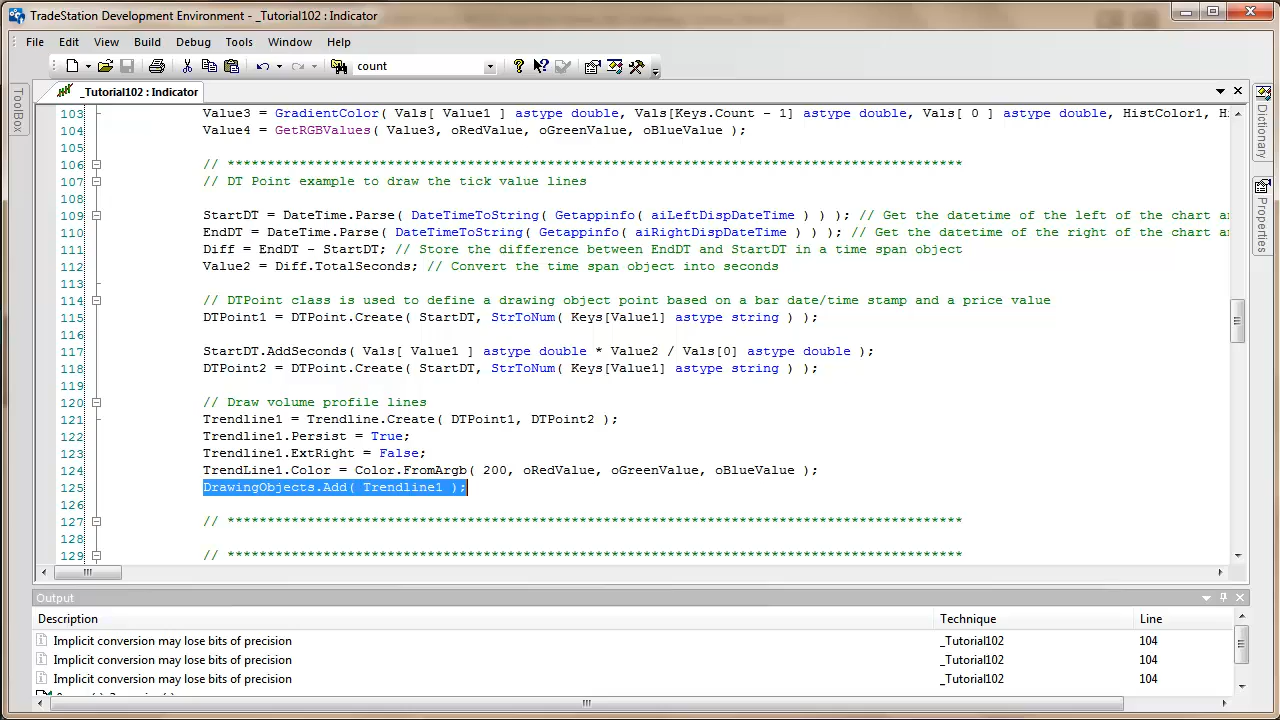 TradeStation Development Environment - _Tutorial102 : Indicator
File Edit View Build Debug Tools Window Help
count
_Tutorial102 : Indicator
ToolBox
Dictionary
Properties
103 Value3 = GradientColor( Vals[ Value1 ] astype double, Vals[Keys.Count - 1] astype double, Vals[ 0 ] astype double, HistColor1, Hi
104 Value4 = GetRGBValues( Value3, oRedValue, oGreenValue, oBlueValue );
105
106 // ********************************************************************************************
107 // DT Point example to draw the tick value lines
108
109 StartDT = DateTime.Parse( DateTimeToString( Getappinfo( aiLeftDispDateTime ) ) ); // Get the datetime of the left of the chart an
110 EndDT = DateTime.Parse( DateTimeToString( Getappinfo( aiRightDispDateTime ) ) ); // Get the datetime of the right of the chart an
111 Diff = EndDT - StartDT; // Store the difference between EndDT and StartDT in a time span object
112 Value2 = Diff.TotalSeconds; // Convert the time span object into seconds
113
114 // DTPoint class is used to define a drawing object point based on a bar date/time stamp and a price value
115 DTPoint1 = DTPoint.Create( StartDT, StrToNum( Keys[Value1] astype string ) );
116
117 StartDT.AddSeconds( Vals[ Value1 ] astype double * Value2 / Vals[0] astype double );
118 DTPoint2 = DTPoint.Create( StartDT, StrToNum( Keys[Value1] astype string ) );
119
120 // Draw volume profile lines
121 Trendline1 = Trendline.Create( DTPoint1, DTPoint2 );
122 Trendline1.Persist = True;
123 Trendline1.ExtRight = False;
124 TrendLine1.Color = Color.FromArgb( 200, oRedValue, oGreenValue, oBlueValue );
125 DrawingObjects.Add( Trendline1 );
126
127 // ********************************************************************************************
128
129 // ********************************************************************************************
Output
Description Technique Line
Implicit conversion may lose bits of precision _Tutorial102 104
Implicit conversion may lose bits of precision _Tutorial102 104
Implicit conversion may lose bits of precision _Tutorial102 104